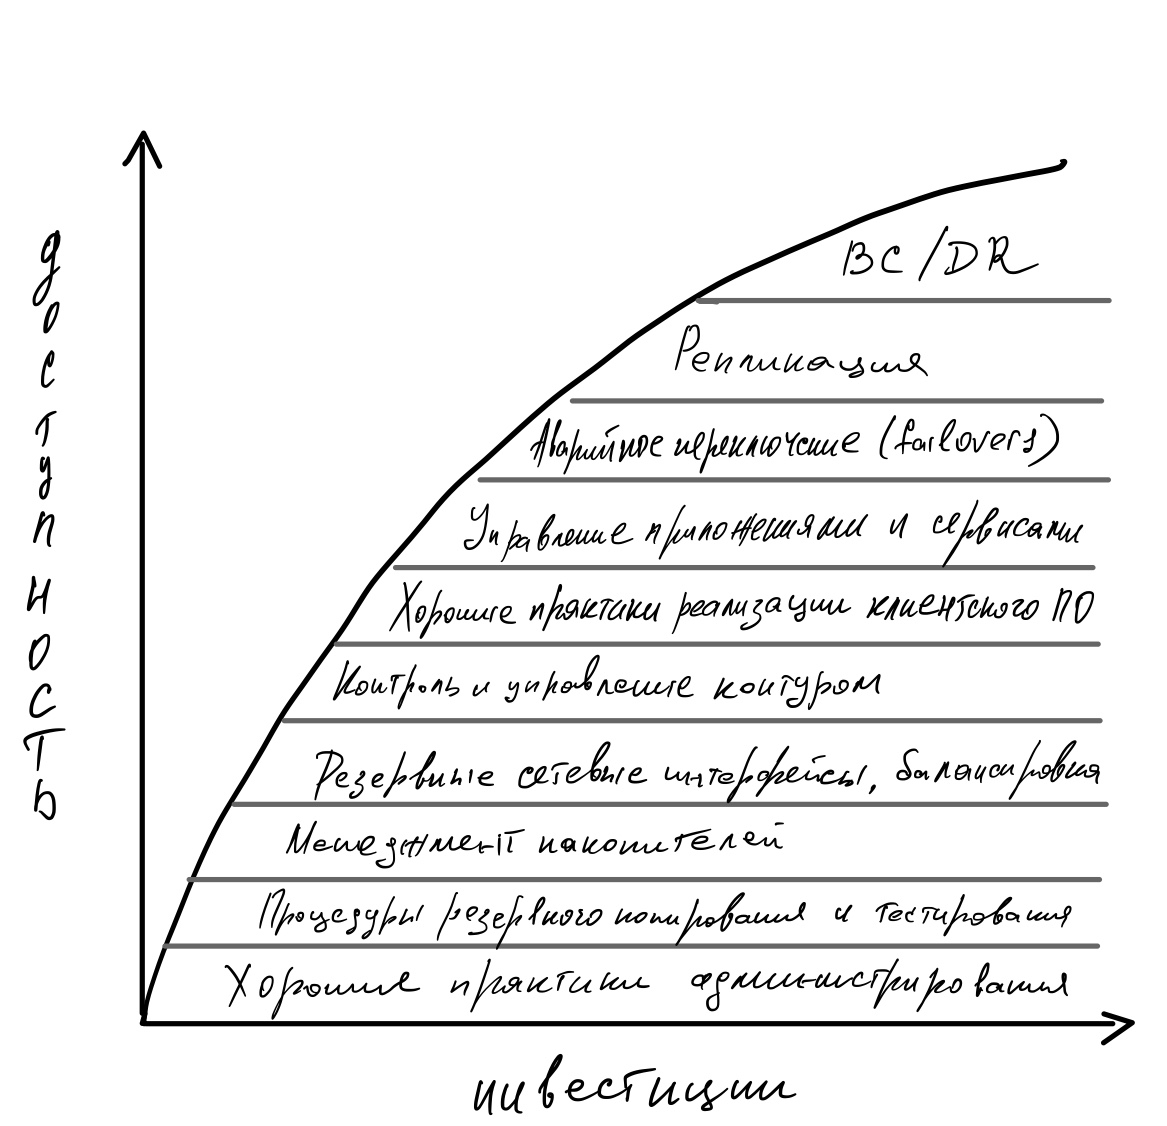 доступность
BC/DR
Репликация
Аварийное переключение (failovers)
Управление приложениями и сервисами
Хорошие практики реализации клиентского ПО
Контроль и управление контуром
Резервные сетевые интерфейсы, балансировка
Менеджмент накопителей
Процедуры резервного копирования и тестирования
Хорошие практики администрирования
инвестиции